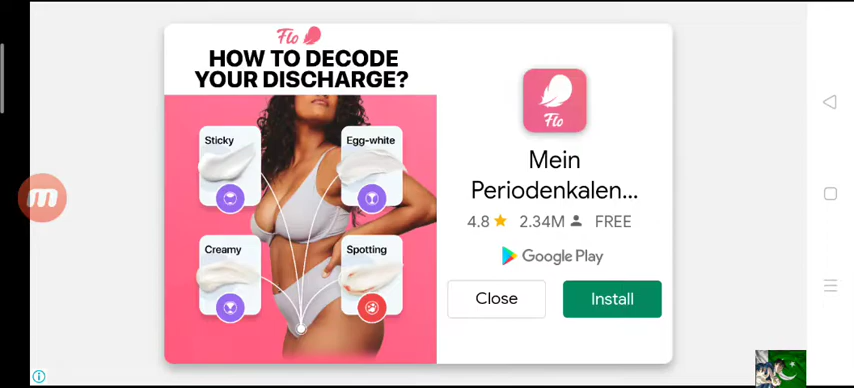 Flo
HOW TO DECODE
YOUR DISCHARGE?
Sticky
Egg-white
Creamy
Spotting
Flo
Mein
Periodenkalen...
4.8 2.34M FREE
Google Play
Close
Install